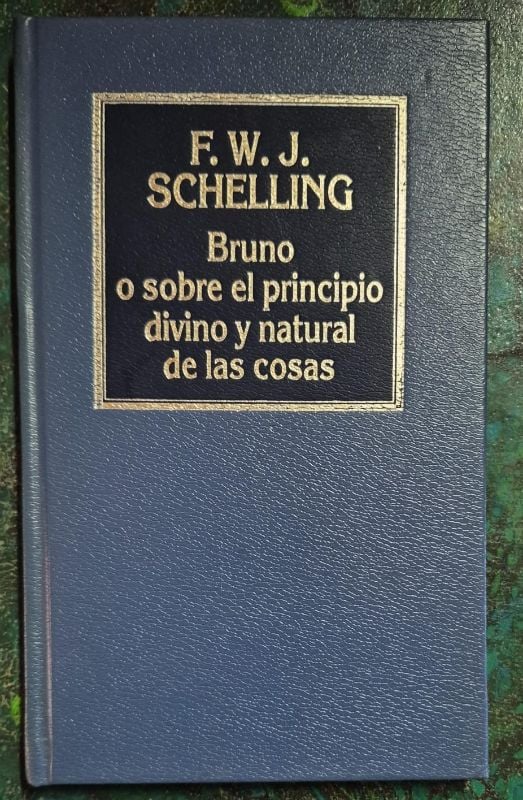 F. W. J.
SCHELLING
Bruno
o sobre el principio
divino y natural
de las cosas